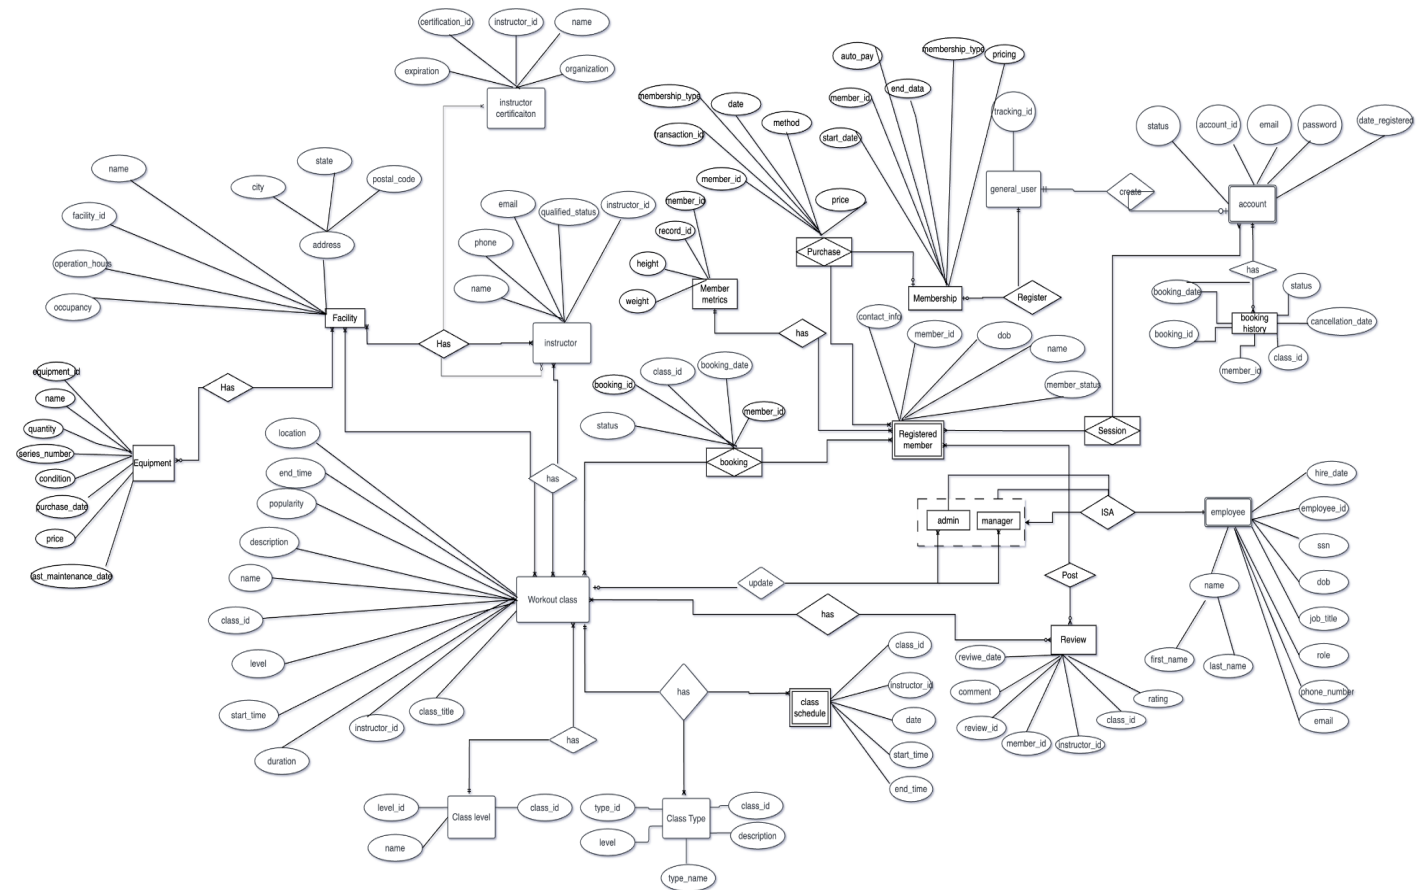 certification_id
instructor_id
name
expiration
organization
instructor
certificaiton
auto_pay
membership_type
pricing
membership_type
date
member_id
end_data
tracking_id
status
account_id
email
password
date_registered
transaction_id
method
start_date
name
state
city
postal_code
facility_id
address
operation_hours
occupancy
email
qualified_status
instructor_id
phone
name
member_id
member_id
record_id
price
height
weight
Member
metrics
Purchase
Membership
general_user
create
account
Register
has
booking_date
status
booking_id
booking
history
cancellation_date
member_id
class_id
Facility
Has
instructor
has
contact_info
member_id
dob
name
member_status
equipment_id
name
quantity
series_number
condition
purchase_date
price
last_maintenance_date
Equipment
Has
booking_id
class_id
booking_date
member_id
status
booking
Registered
member
Session
location
end_time
popularity
description
name
class_id
level
start_time
duration
instructor_id
class_title
has
Workout class
admin
manager
ISA
employee
hire_date
employee_id
ssn
dob
job_title
role
phone_number
email
name
first_name
last_name
update
Post
has
Review
reviwe_date
comment
review_id
member_id
instructor_id
class_id
rating
has
class
schedule
class_id
instructor_id
date
start_time
end_time
has
level_id
Class level
class_id
name
type_id
Class Type
class_id
level
description
type_name